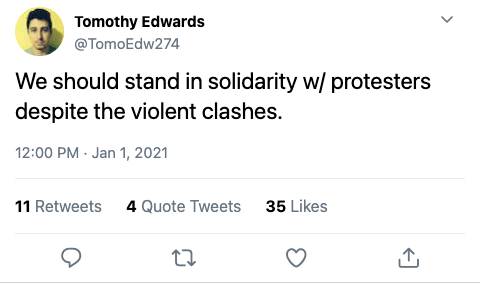 Tomothy Edwards
@TomoEdw274
We should stand in solidarity w/ protesters
despite the violent clashes.
12:00 PM · Jan 1, 2021
11 Retweets 4 Quote Tweets 35 Likes